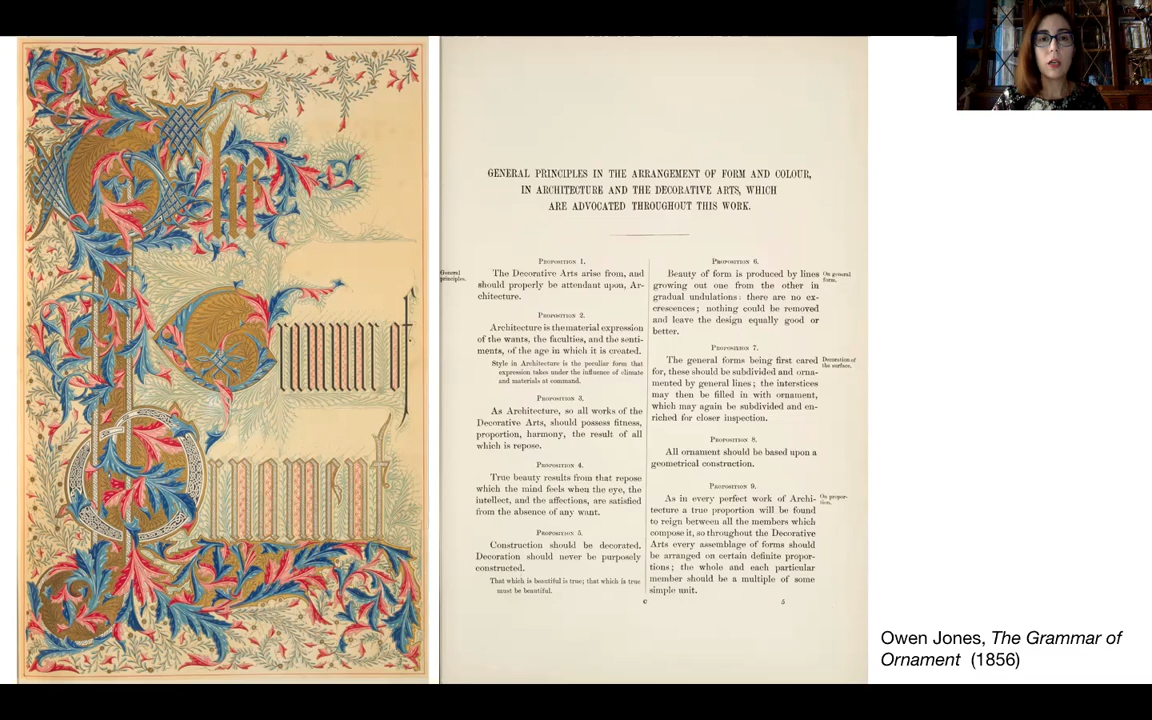 The
Grammar of
Ornament
GENERAL PRINCIPLES IN THE ARRANGEMENT OF FORM AND COLOUR,
IN ARCHITECTURE AND THE DECORATIVE ARTS, WHICH
ARE ADVOCATED THROUGHOUT THIS WORK.
General
principles.
PROPOSITION 1.
The Decorative Arts arise from, and
should properly be attendant upon, Ar-
chitecture.
PROPOSITION 2.
Architecture is the material expression
of the wants, the faculties, and the senti-
ments, of the age in which it is created.
Style in Architecture is the peculiar form that
expression takes under the influence of climate
and materials at command.
PROPOSITION 3.
As Architecture, so all works of the
Decorative Arts, should possess fitness,
proportion, harmony, the result of all
which is repose.
PROPOSITION 4.
True beauty results from that repose
which the mind feels when the eye, the
intellect, and the affections, are satisfied
from the absence of any want.
PROPOSITION 5.
Construction should be decorated.
Decoration should never be purposely
constructed.
That which is beautiful is true; that which is true
must be beautiful.
PROPOSITION 6.
Beauty of form is produced by lines
growing out one from the other in
gradual undulations: there are no ex-
crescences; nothing could be removed
and leave the design equally good or
better.
On general
form.
PROPOSITION 7.
The general forms being first cared
for, these should be subdivided and orna-
mented by general lines; the interstices
may then be filled in with ornament,
which may again be subdivided and en-
riched for closer inspection.
Decoration of
the surface.
PROPOSITION 8.
All ornament should be based upon a
geometrical construction.
PROPOSITION 9.
As in every perfect work of Archi-
tecture a true proportion will be found
to reign between all the members which
compose it, so throughout the Decorative
Arts every assemblage of forms should
be arranged on certain definite propor-
tions; the whole and each particular
member should be a multiple of some
simple unit.
On propor-
tion.
C
5
Owen Jones, The Grammar of
Ornament (1856)